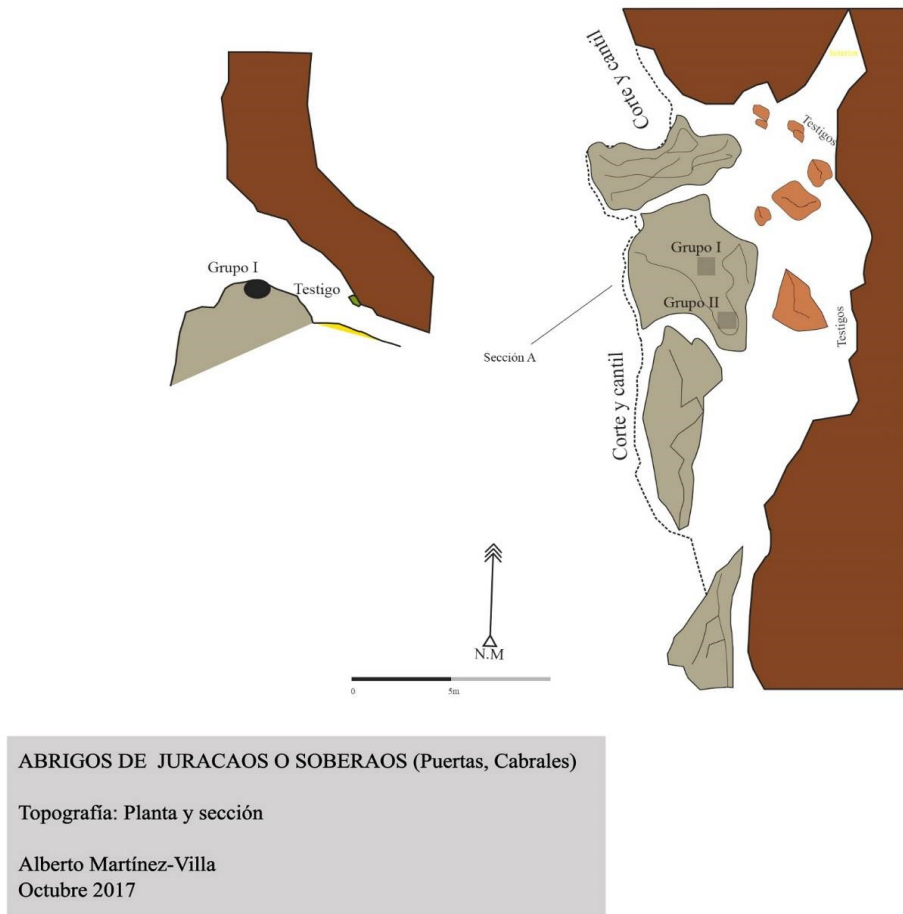 Corte y cantil
Interior
Testigos
Grupo I
Testigo
Grupo I
Grupo II
Testigos
Sección A
Corte y cantil
N.M
0
5m
ABRIGOS DE JURACAOS O SOBERAOS (Puertas, Cabrales)
Topografía: Planta y sección
Alberto Martínez-Villa
Octubre 2017